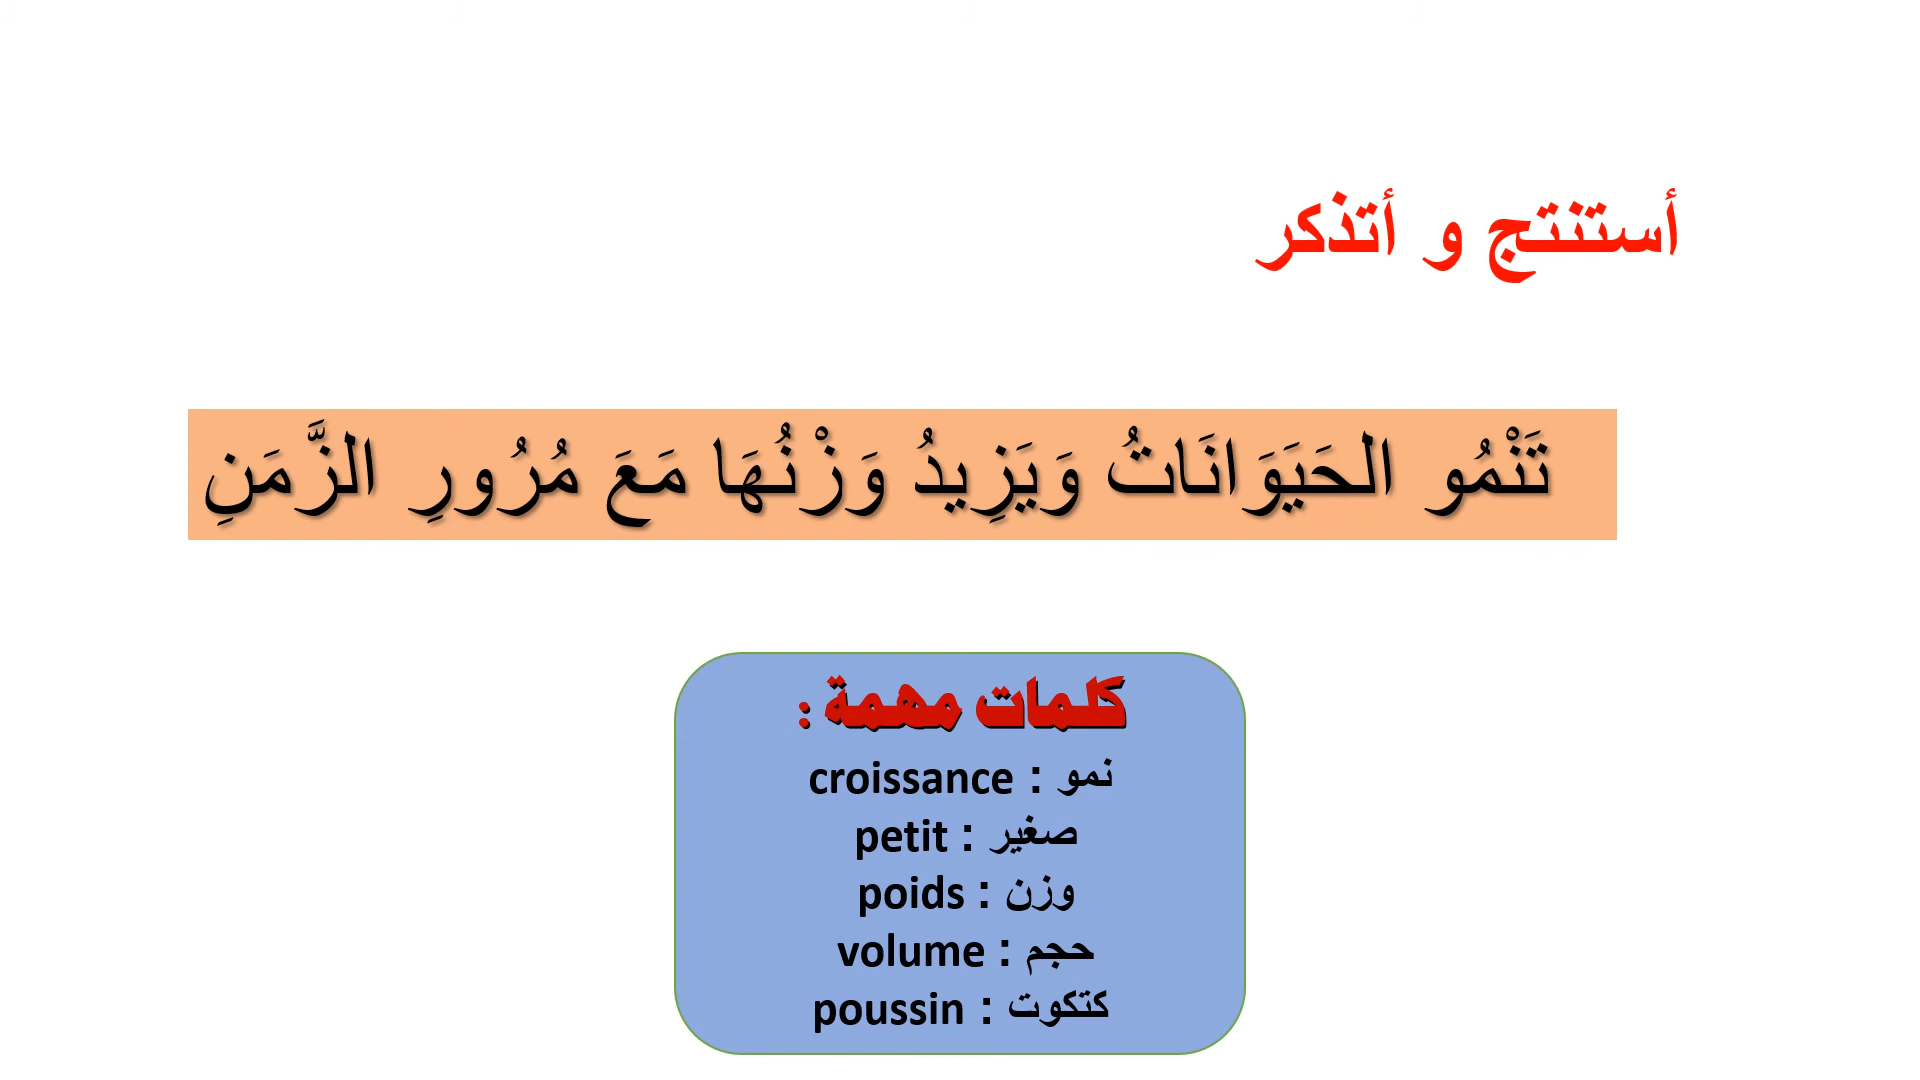 أستنتج و أتذكر
تَنْمُو الحَيَوَانَاتُ وَيَزِيدُ وَزْنُهَا مَعَ مُرُورِ الزَّمَنِ
كلمات مهمة :
نمو : croissance
صغير : petit
وزن : poids
حجم : volume
كتكوت : poussin